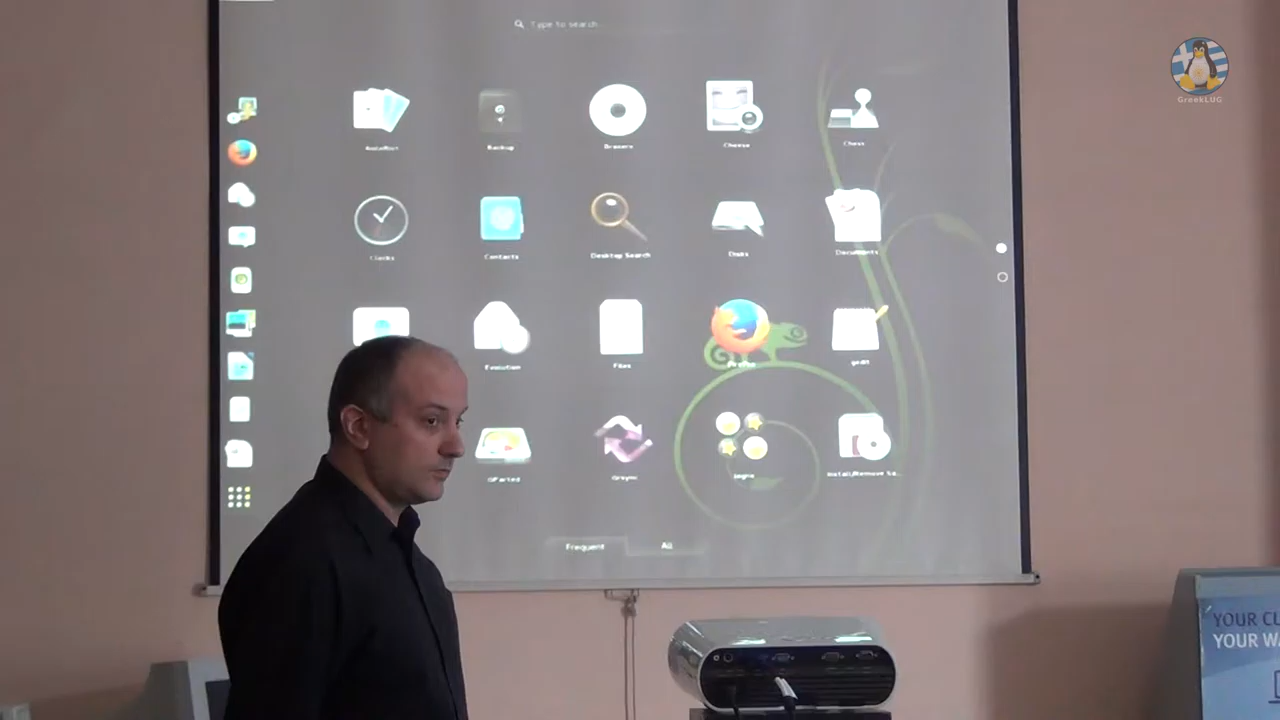 Type to search...
GreekLUG
AisleRiot
Backup
Brasero
Cheese
Chess
Clocks
Contacts
Desktop Search
Disks
Documents
Evolution
Files
Firefox
gedit
GParted
Grsync
Install/Remove So...
Frequent
All
YOUR CL
YOUR WA